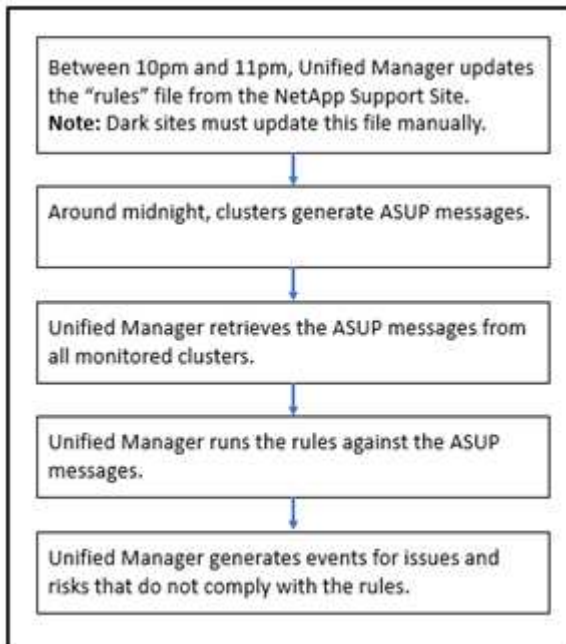 Between 10pm and 11pm, Unified Manager updates
the “rules” file from the NetApp Support Site.
Note: Dark sites must update this file manually.
Around midnight, clusters generate ASUP messages.
Unified Manager retrieves the ASUP messages from
all monitored clusters.
Unified Manager runs the rules against the ASUP
messages.
Unified Manager generates events for issues and
risks that do not comply with the rules.